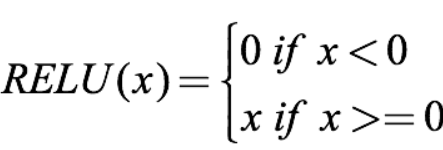 RELU(x) = { 0 if x < 0
x if x >= 0